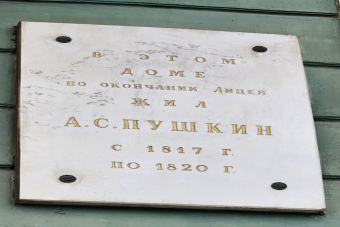 В ЭТОМ
ДОМЕ
ПО ОКОНЧАНИИ ЛИЦЕЯ
ЖИЛ
А.С.ПУШКИН
С 1817 Г.
ПО 1820 Г.